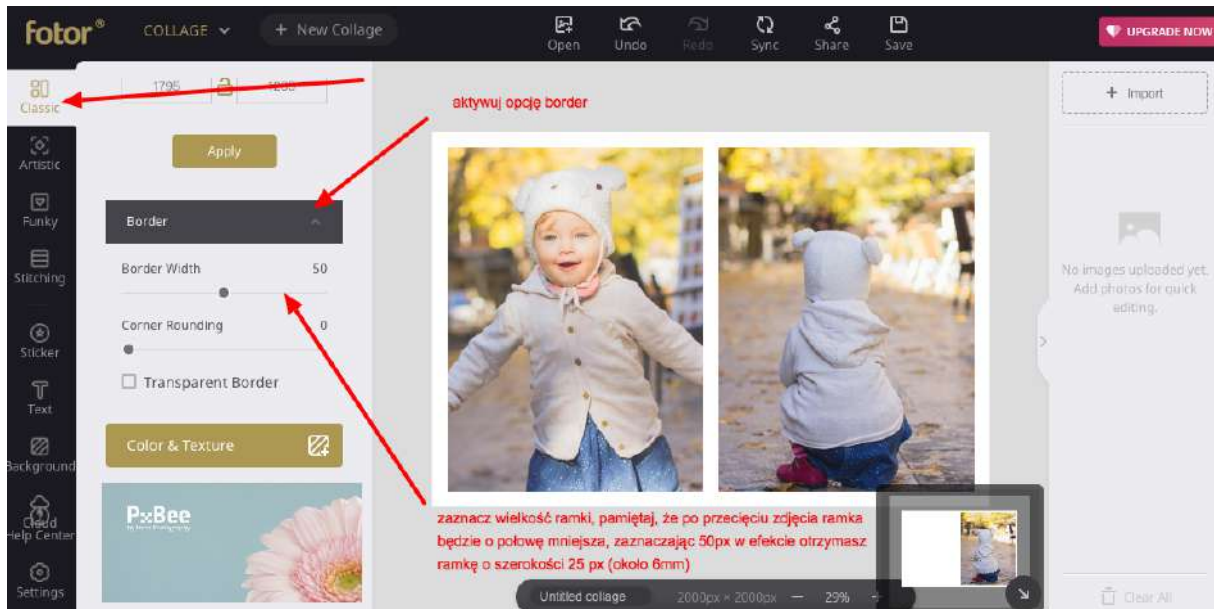 fotor®
COLLAGE
+ New Collage
Open
Undo
Redo
Sync
Share
Save
UPGRADE NOW
Classic
Artistic
Funky
Stitching
Sticker
Text
Background
Cloud
Help Center
Settings
1795
Apply
Border
Border Width 50
Corner Rounding 0
Transparent Border
Color & Texture
PxBee
aktywuj opcję border
zaznacz wielkość ramki, pamiętaj, że po przecięciu zdjęcia ramka
będzie o połowę mniejsza, zaznaczając 50px w efekcie otrzymasz
ramkę o szerokości 25 px (około 6mm)
Untitled collage 2000px × 2000px — 29% +
+ Import
No images uploaded yet.
Add photos for quick
editing.
Clear All